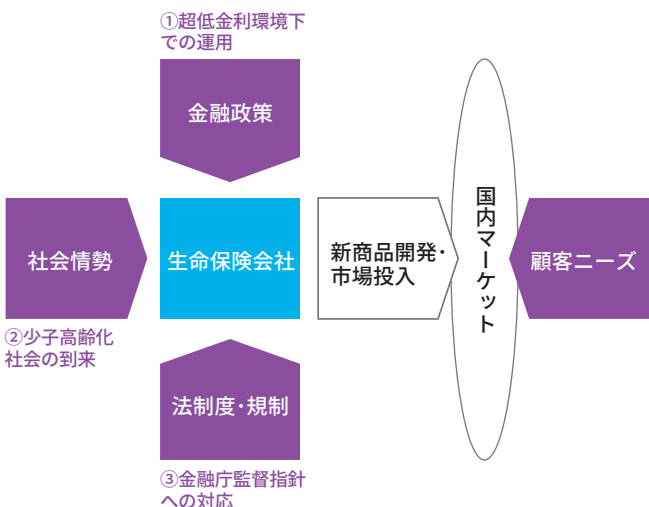 ①超低金利環境下
での運用
金融政策
社会情勢
生命保険会社
新商品開発・
市場投入
国内マーケット
顧客ニーズ
②少子高齢化
社会の到来
法制度・規制
③金融庁監督指針
への対応